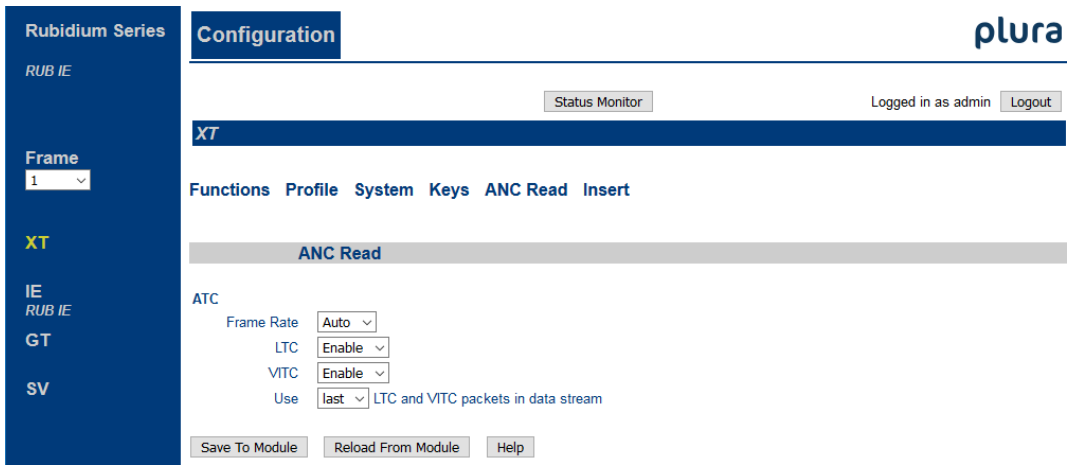 Rubidium Series
RUB IE
Frame
1
XT
IE
RUB IE
GT
SV
Configuration
plura
Status Monitor Logged in as admin Logout
XT
Functions Profile System Keys ANC Read Insert
ANC Read
ATC
Frame Rate Auto
LTC Enable
VITC Enable
Use last LTC and VITC packets in data stream
Save To Module Reload From Module Help